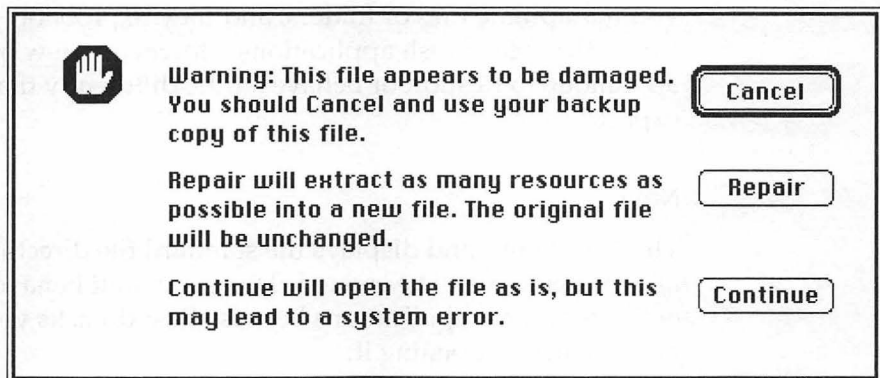 Warning: This file appears to be damaged.
You should Cancel and use your backup
copy of this file.
Cancel
Repair will extract as many resources as
possible into a new file. The original file
will be unchanged.
Repair
Continue will open the file as is, but this
may lead to a system error.
Continue